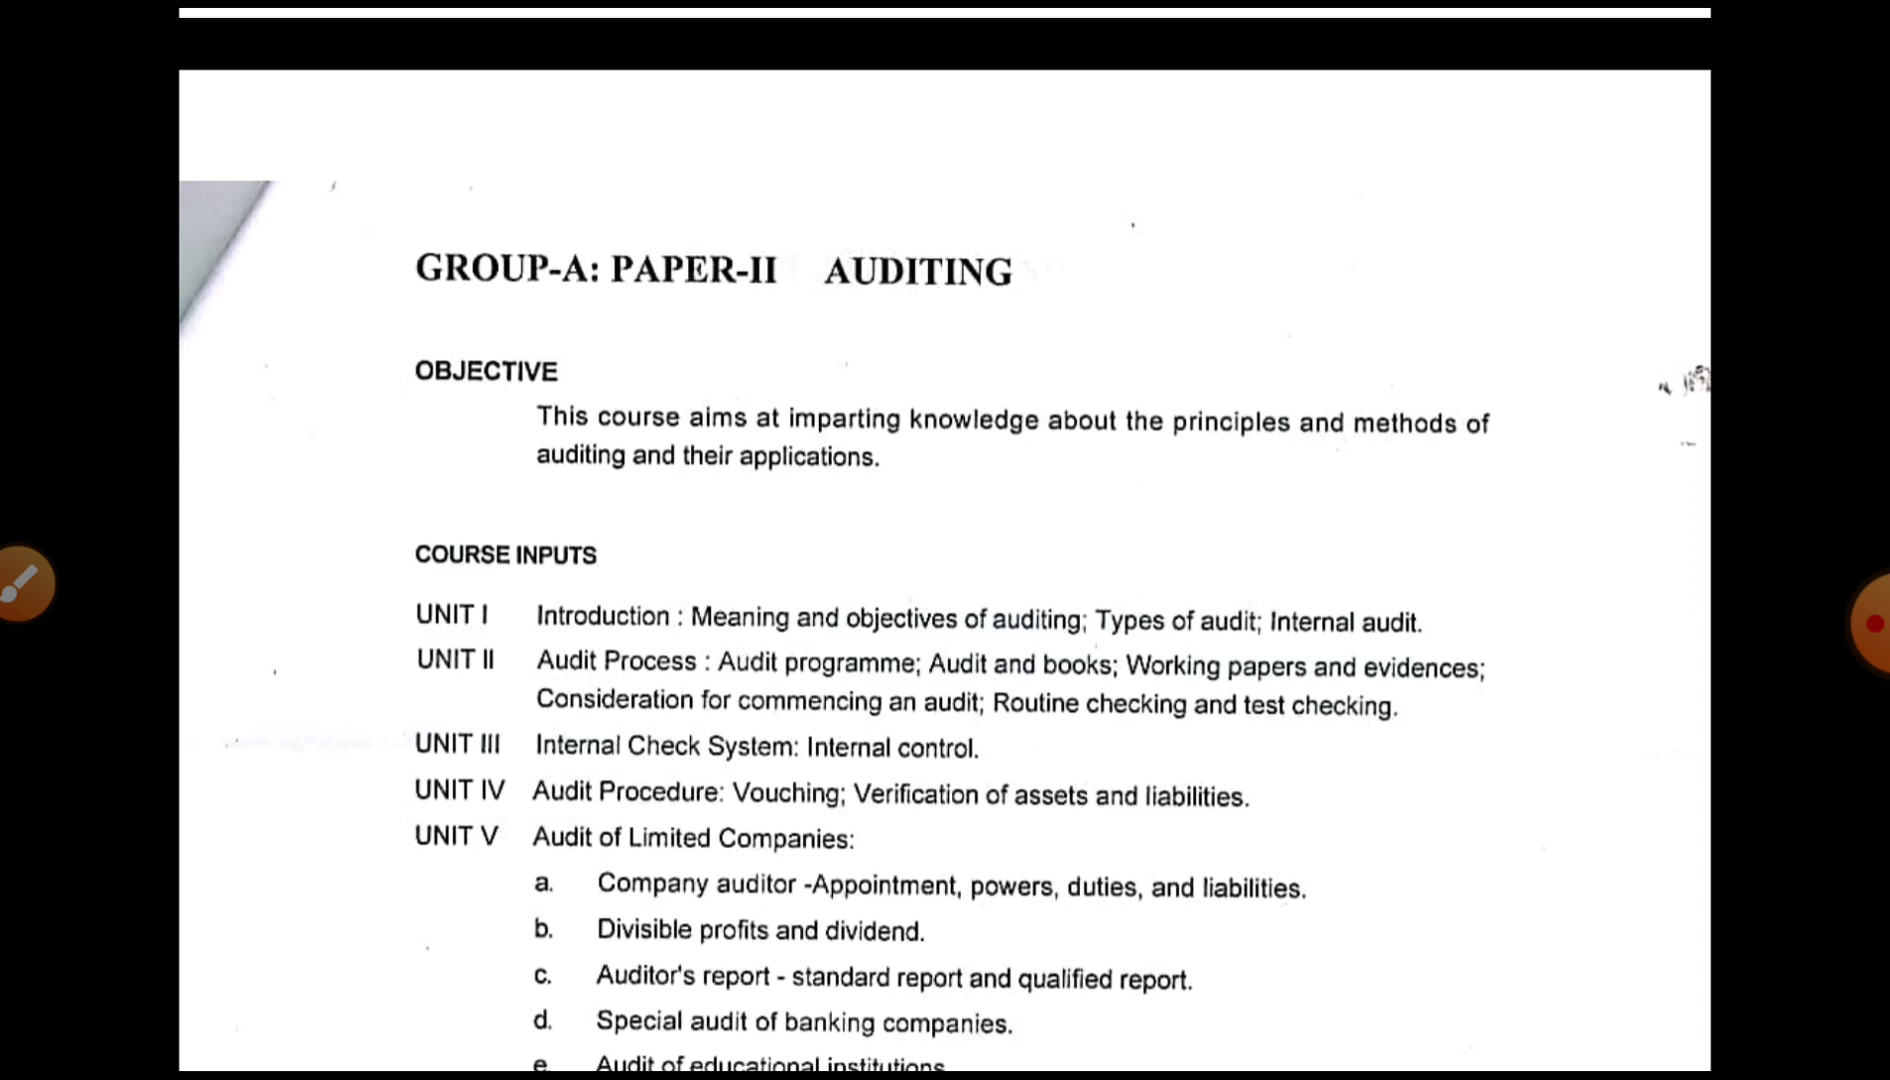 GROUP-A: PAPER-II AUDITING
OBJECTIVE
This course aims at imparting knowledge about the principles and methods of
auditing and their applications.
COURSE INPUTS
UNIT I Introduction : Meaning and objectives of auditing; Types of audit; Internal audit.
UNIT II Audit Process : Audit programme; Audit and books; Working papers and evidences;
Consideration for commencing an audit; Routine checking and test checking.
UNIT III Internal Check System: Internal control.
UNIT IV Audit Procedure: Vouching; Verification of assets and liabilities.
UNIT V Audit of Limited Companies:
a. Company auditor -Appointment, powers, duties, and liabilities.
b. Divisible profits and dividend.
c. Auditor's report - standard report and qualified report.
d. Special audit of banking companies.
e Audit of educational institutions